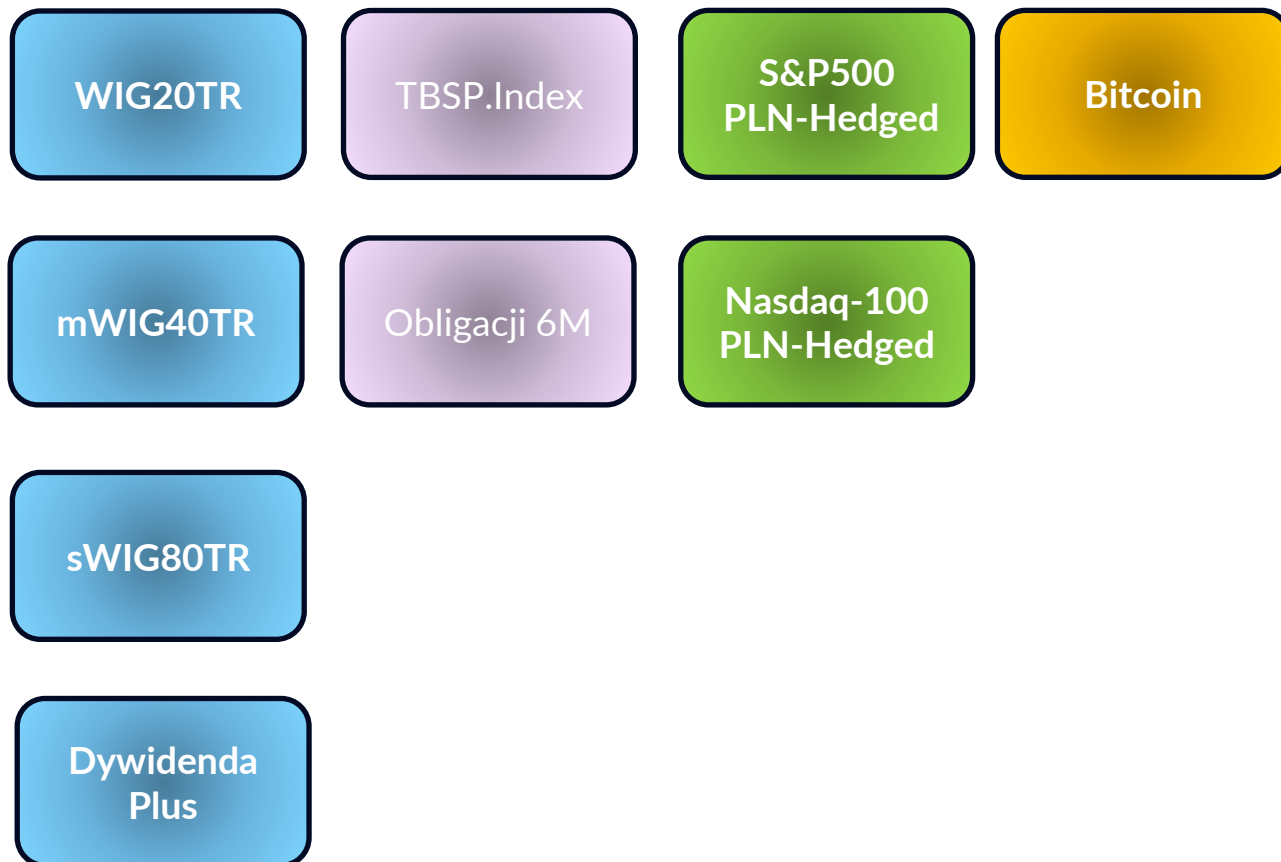 WIG20TR
TBSP.Index
S&P500
PLN-Hedged
Bitcoin
mWIG40TR
Obligacji 6M
Nasdaq-100
PLN-Hedged
sWIG80TR
Dywidenda
Plus